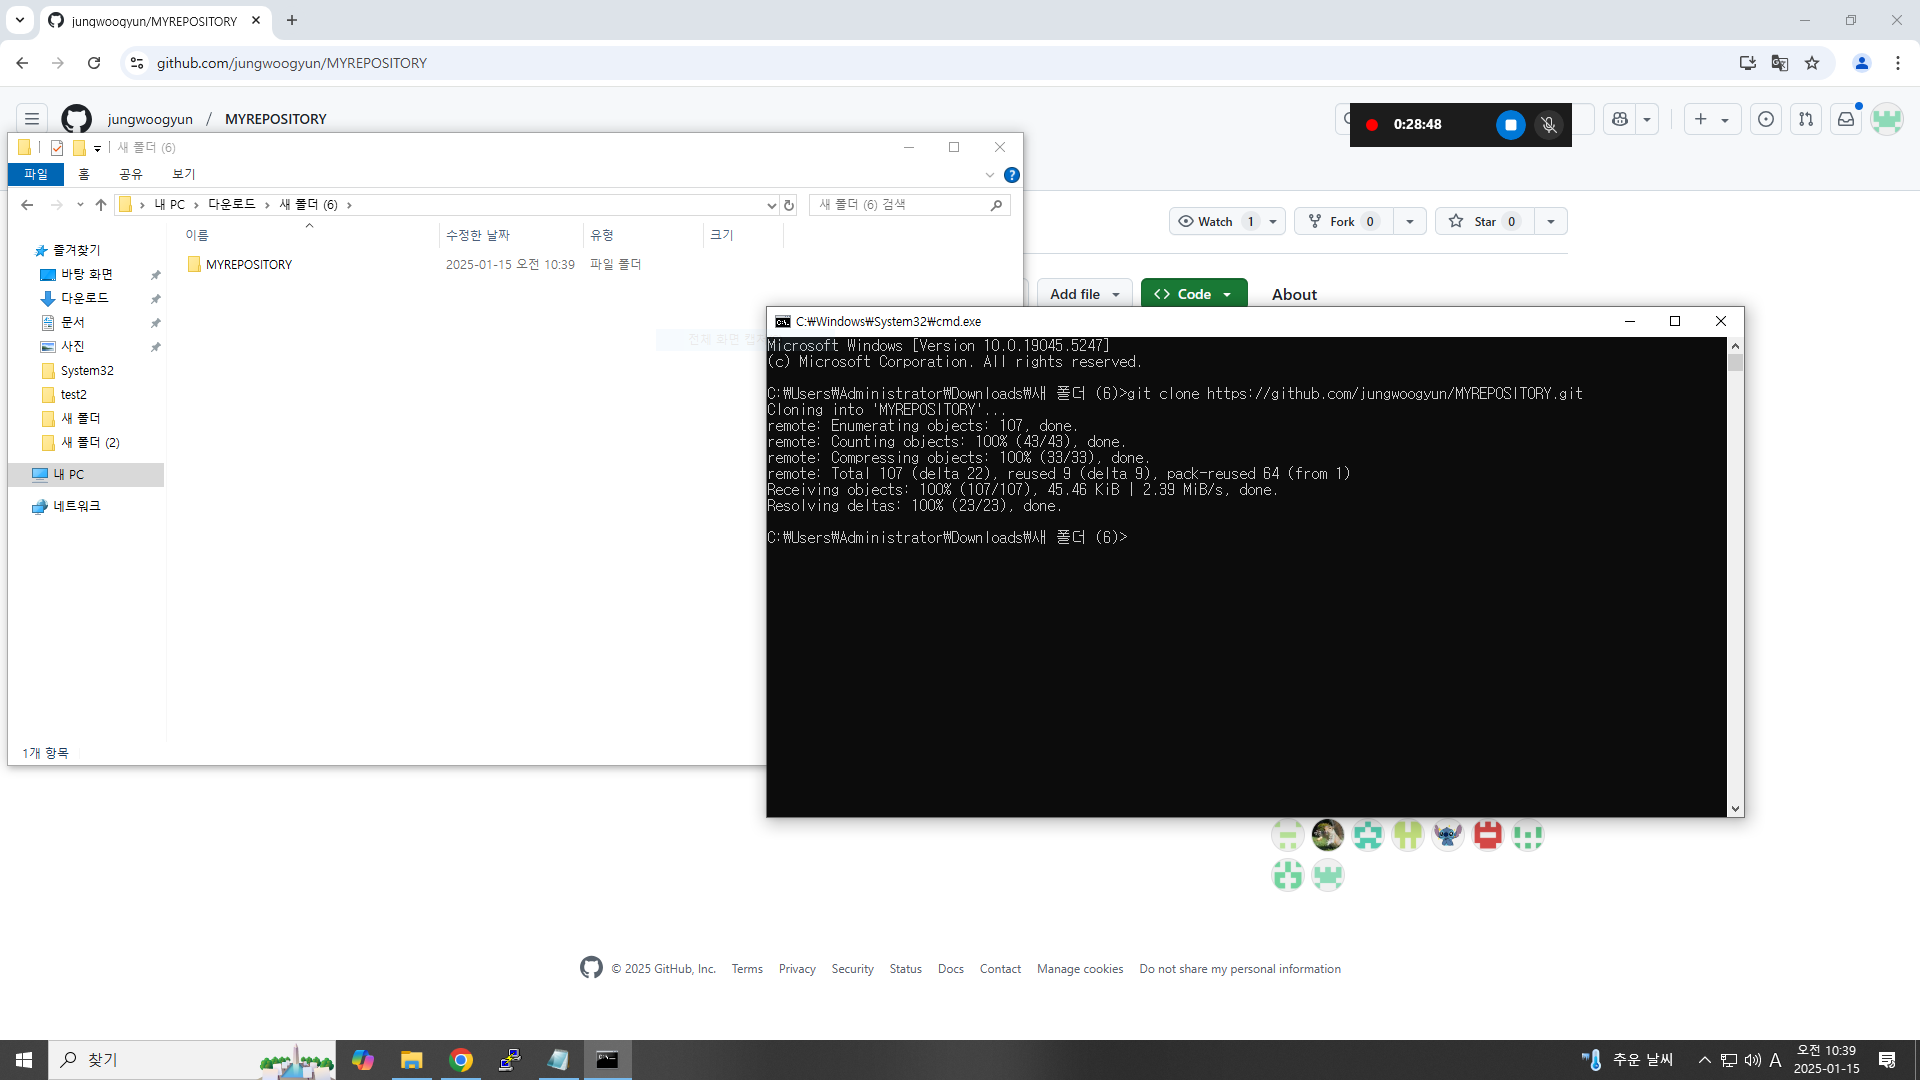 jungwoogyun/MYREPOSITORY
github.com/jungwoogyun/MYREPOSITORY
jungwoogyun / MYREPOSITORY
0:28:48
새 폴더 (6)
파일 홈 공유 보기
내 PC > 다운로드 > 새 폴더 (6) >
새 폴더 (6) 검색
Watch 1
Fork 0
Star 0
이름 수정한 날짜 유형 크기
MYREPOSITORY 2025-01-15 오전 10:39 파일 폴더
즐겨찾기
바탕 화면
다운로드
문서
사진
System32
test2
새 폴더
새 폴더 (2)
내 PC
네트워크
1개 항목
Add file
<> Code
About
전체 화면
C:₩Windows₩System32₩cmd.exe
Microsoft Windows [Version 10.0.19045.5247]
(c) Microsoft Corporation. All rights reserved.
C:₩Users₩Administrator₩Downloads₩새 폴더 (6)>git clone https://github.com/jungwoogyun/MYREPOSITORY.git
Cloning into 'MYREPOSITORY'...
remote: Enumerating objects: 107, done.
remote: Counting objects: 100% (43/43), done.
remote: Compressing objects: 100% (33/33), done.
remote: Total 107 (delta 22), reused 9 (delta 9), pack-reused 64 (from 1)
Receiving objects: 100% (107/107), 45.46 KiB | 2.39 MiB/s, done.
Resolving deltas: 100% (23/23), done.
C:₩Users₩Administrator₩Downloads₩새 폴더 (6)>
© 2025 GitHub, Inc. Terms Privacy Security Status Docs Contact Manage cookies Do not share my personal information
찾기
추운 날씨
A
오전 10:39
2025-01-15